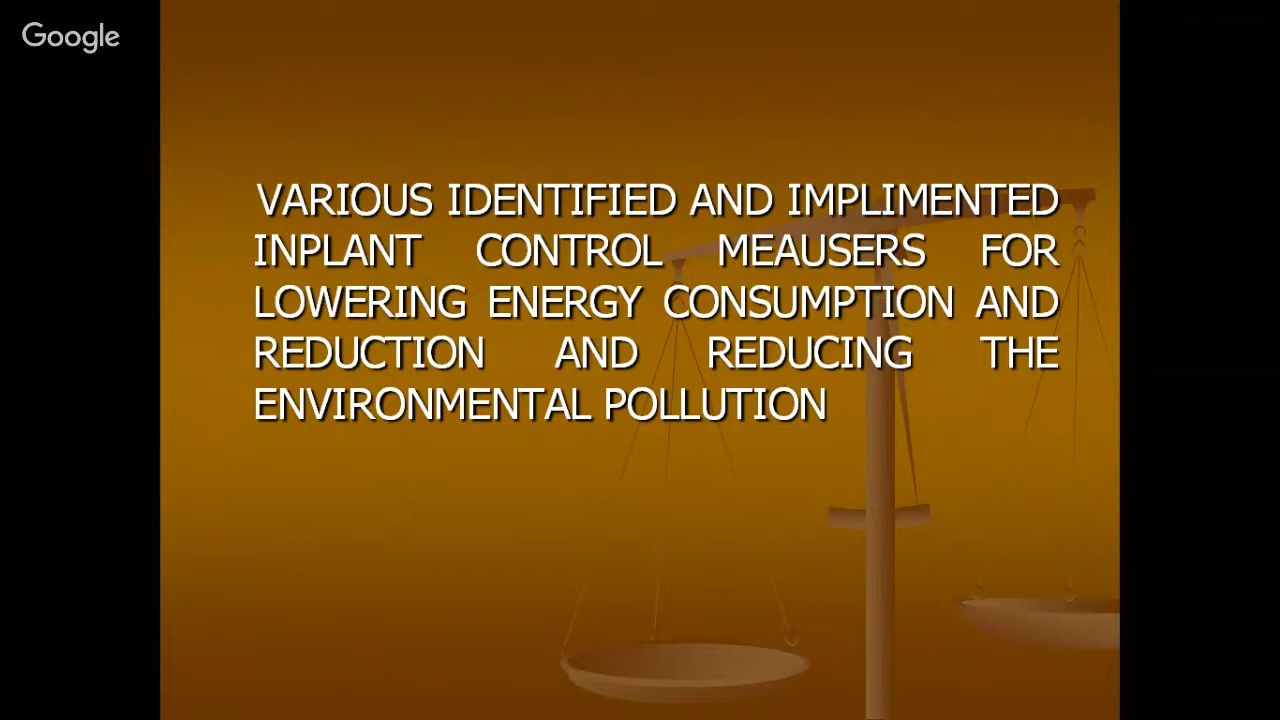 Google
VARIOUS IDENTIFIED AND IMPLIMENTED
INPLANT CONTROL MEAUSERS FOR
LOWERING ENERGY CONSUMPTION AND
REDUCTION AND REDUCING THE
ENVIRONMENTAL POLLUTION